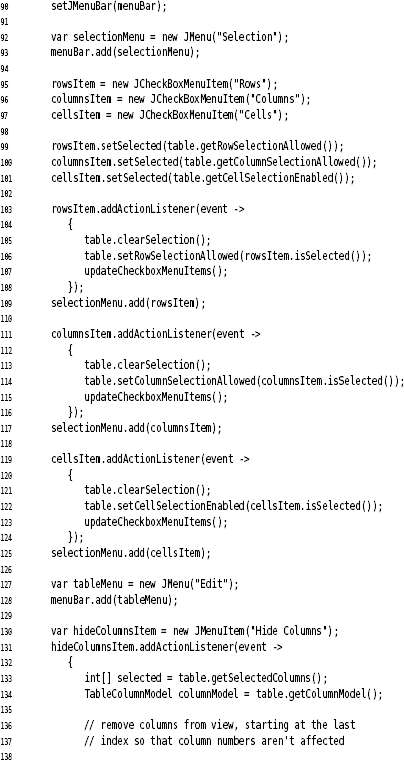 90 setJMenuBar(menuBar);
91
92 var selectionMenu = new JMenu("Selection");
93 menuBar.add(selectionMenu);
94
95 rowsItem = new JCheckBoxMenuItem("Rows");
96 columnsItem = new JCheckBoxMenuItem("Columns");
97 cellsItem = new JCheckBoxMenuItem("Cells");
98
99 rowsItem.setSelected(table.getRowSelectionAllowed());
100 columnsItem.setSelected(table.getColumnSelectionAllowed());
101 cellsItem.setSelected(table.getCellSelectionEnabled());
102
103 rowsItem.addActionListener(event ->
104 {
105 table.clearSelection();
106 table.setRowSelectionAllowed(rowsItem.isSelected());
107 updateCheckboxMenuItems();
108 });
109 selectionMenu.add(rowsItem);
110
111 columnsItem.addActionListener(event ->
112 {
113 table.clearSelection();
114 table.setColumnSelectionAllowed(columnsItem.isSelected());
115 updateCheckboxMenuItems();
116 });
117 selectionMenu.add(columnsItem);
118
119 cellsItem.addActionListener(event ->
120 {
121 table.clearSelection();
122 table.setCellSelectionEnabled(cellsItem.isSelected());
123 updateCheckboxMenuItems();
124 });
125 selectionMenu.add(cellsItem);
126
127 var tableMenu = new JMenu("Edit");
128 menuBar.add(tableMenu);
129
130 var hideColumnsItem = new JMenuItem("Hide Columns");
131 hideColumnsItem.addActionListener(event ->
132 {
133 int[] selected = table.getSelectedColumns();
134 TableColumnModel columnModel = table.getColumnModel();
135
136 // remove columns from view, starting at the last
137 // index so that column numbers aren't affected
138